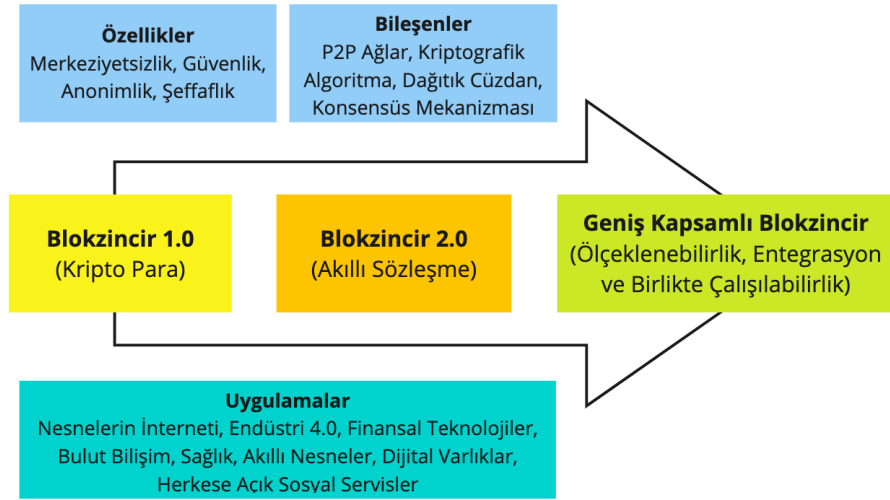 Özellikler
Merkeziyetsizlik, Güvenlik,
Anonimlik, Şeffaflık
Bileşenler
P2P Ağlar, Kriptografik
Algoritma, Dağıtık Cüzdan,
Konsensüs Mekanizması
Blokzincir 1.0
(Kripto Para)
Blokzincir 2.0
(Akıllı Sözleşme)
Geniş Kapsamlı Blokzincir
(Ölçeklenebilirlik, Entegrasyon
ve Birlikte Çalışılabilirlik)
Uygulamalar
Nesnelerin İnterneti, Endüstri 4.0, Finansal Teknolojiler,
Bulut Bilişim, Sağlık, Akıllı Nesneler, Dijital Varlıklar,
Herkese Açık Sosyal Servisler